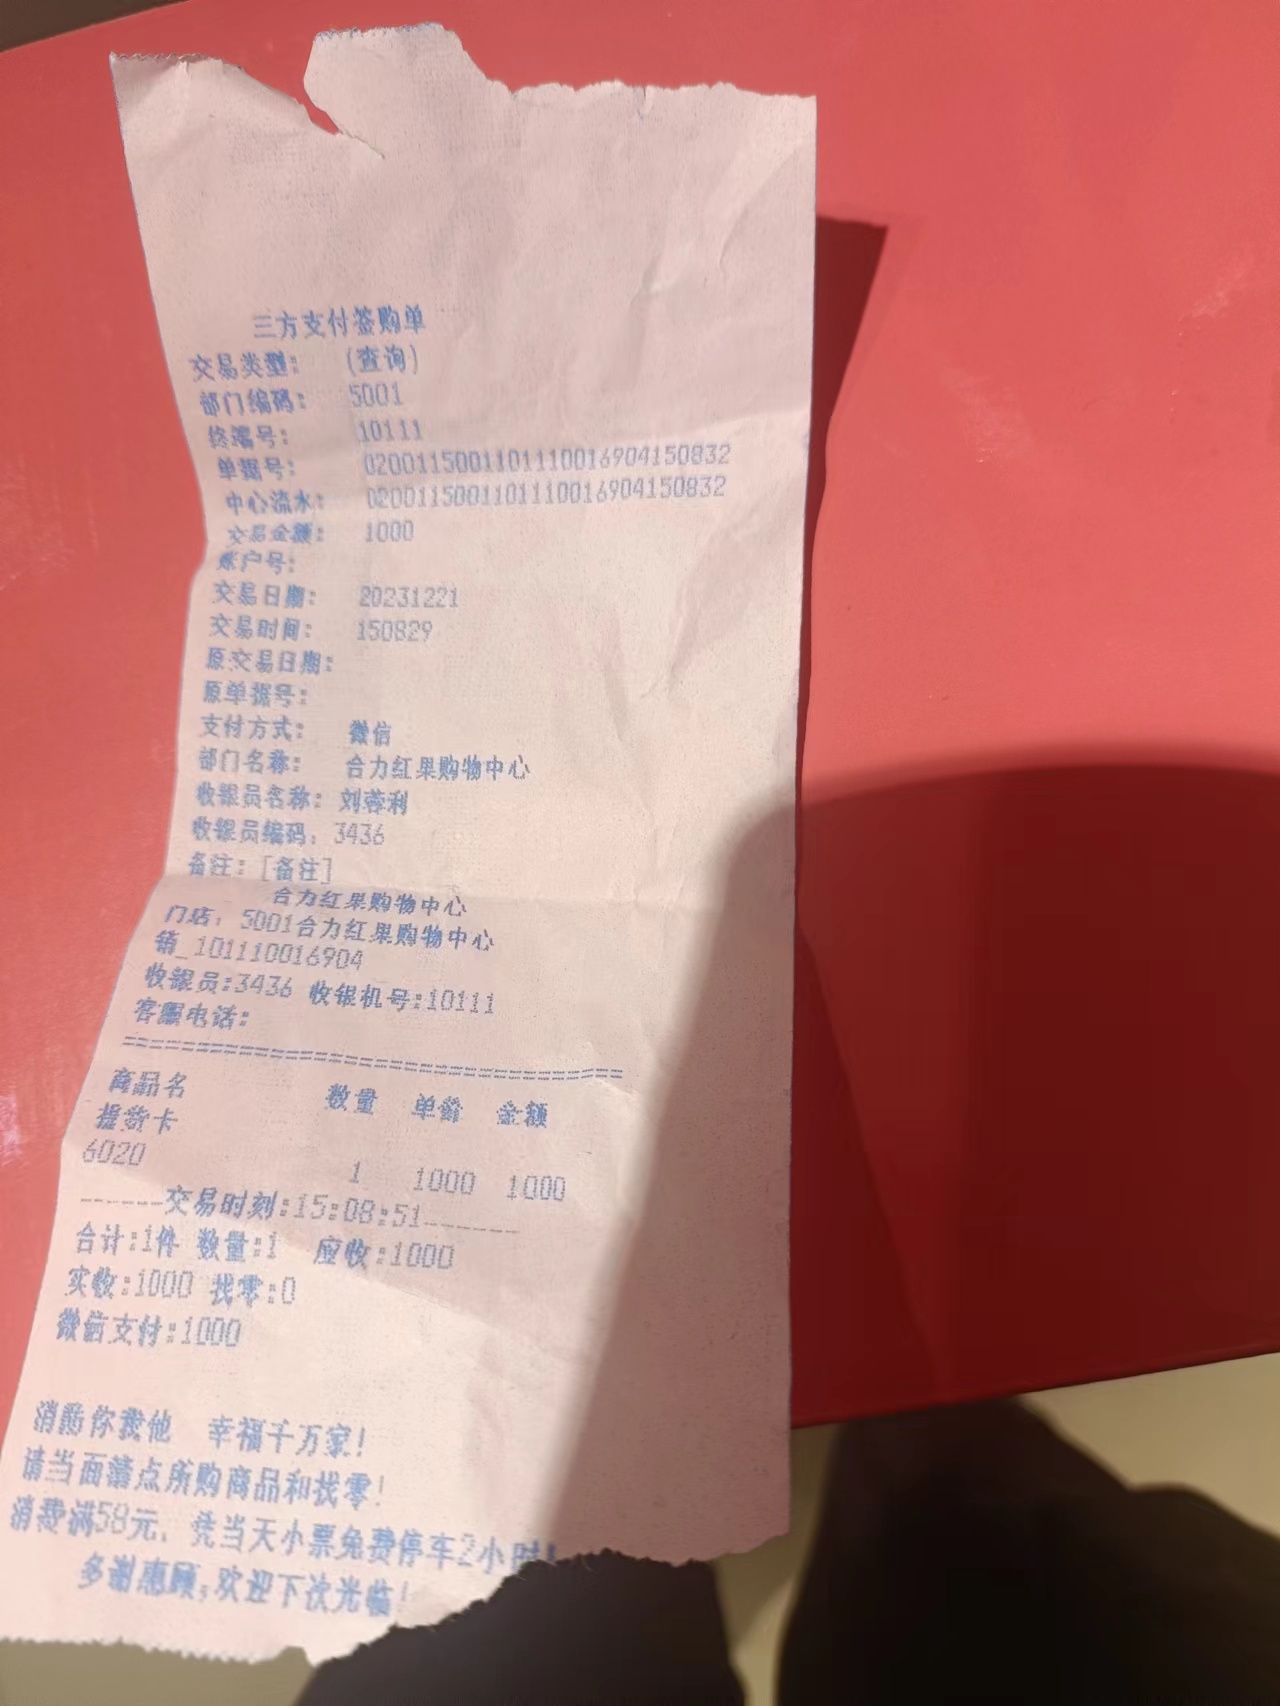 三方支付签购单
交易类型: (查询)
部门编码: 5001
终端号: 10111
单据号: 0200115001101110016904150832
中心流水: 0200115001101110016904150832
交易金额: 1000
账户号:
交易日期: 20231221
交易时间: 150829
原交易日期:
原单据号:
支付方式: 微信
部门名称: 合力红果购物中心
收银员名称: 刘蓉利
收银员编码: 3436
备注: [备注]
合力红果购物中心
门店: 5001合力红果购物中心
销_101110016904
收银员:3436 收银机号:10111
客服电话:
商品名 数量 单价 金额
提货卡
6020 1 1000 1000
------交易时刻:15:08:51-------
合计:1件 数量:1 应收:1000
实收:1000 找零:0
微信支付:1000
消防你我他 幸福千万家!
请当面清点所购商品和找零!
消费满58元, 凭当天小票免费停车2小时!
多谢惠顾,欢迎下次光临!